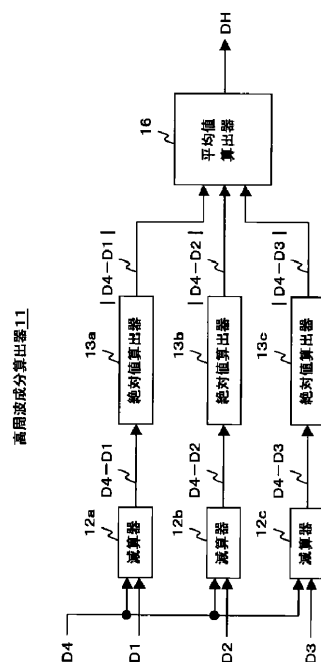 高周波成分算出器11
D4
D1
12a
減算器
D4-D1
13a
絶対値算出器
|D4-D1|
D2
12b
減算器
D4-D2
13b
絶対値算出器
|D4-D2|
D3
12c
減算器
D4-D3
13c
絶対値算出器
|D4-D3|
16
平均値
算出器
DH